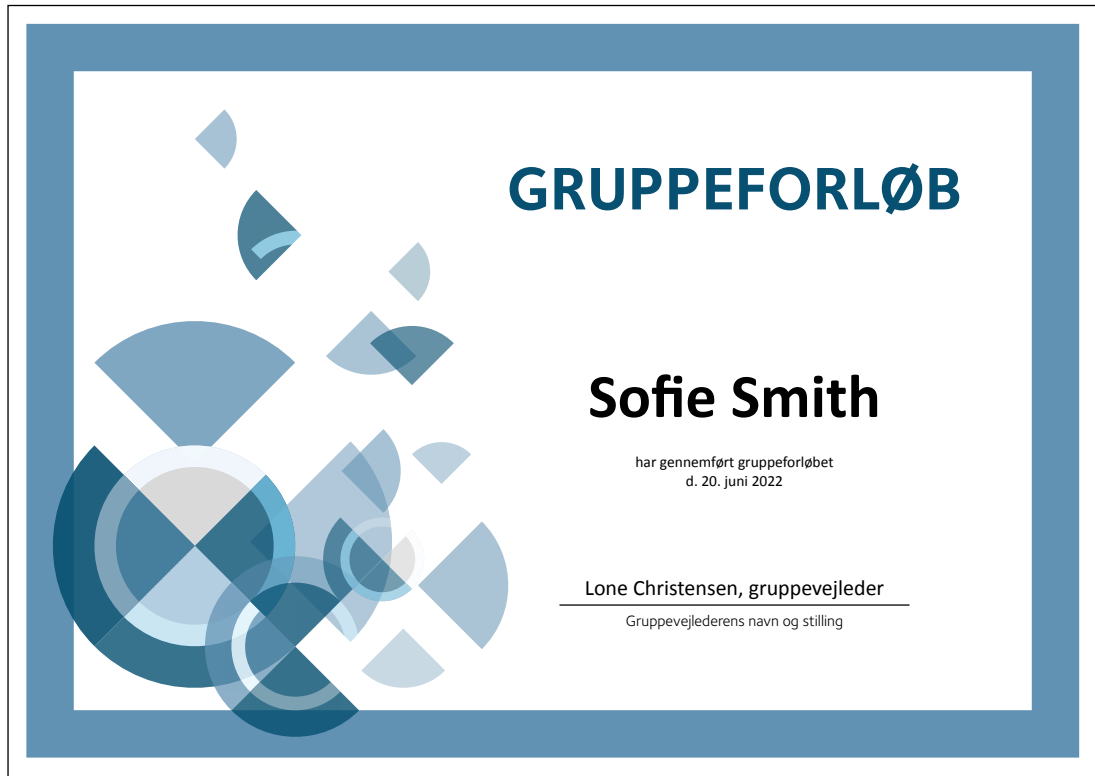 GRUPPEFORLØB
Sofie Smith
har gennemført gruppeforløbet
d. 20. juni 2022
Lone Christensen, gruppevejleder
Gruppevejlederens navn og stilling